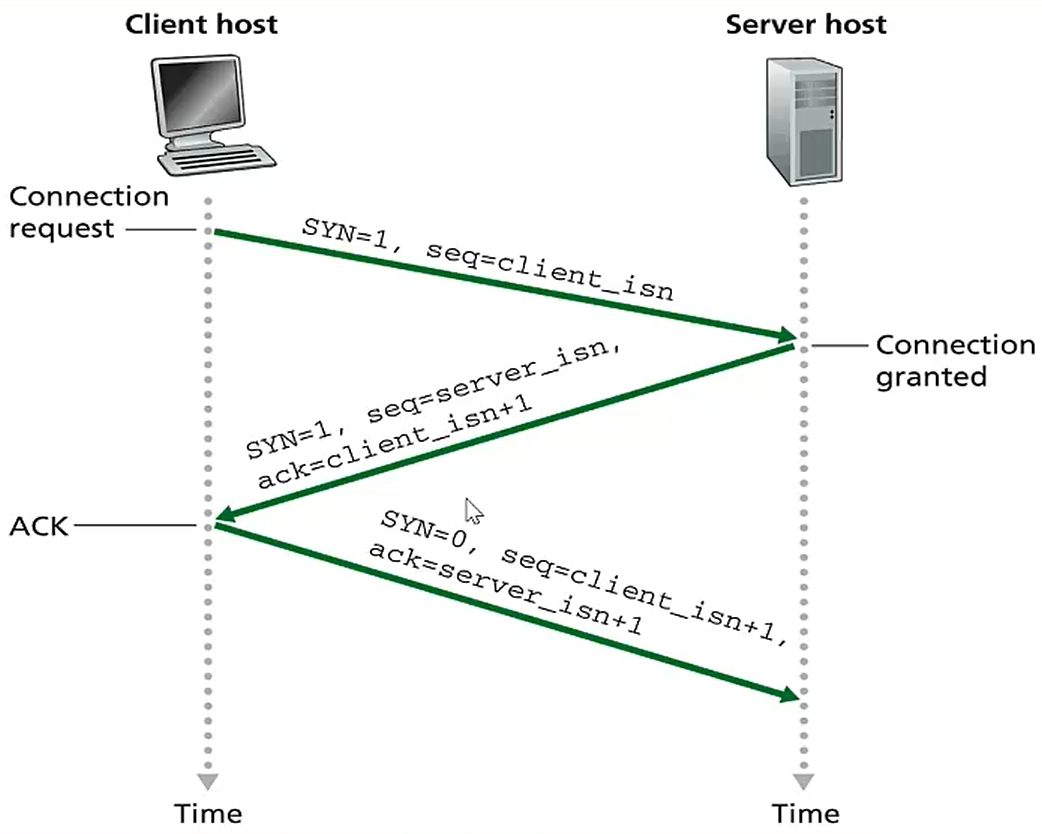 Client host
Server host
Connection
request
SYN=1, seq=client_isn
Connection
granted
SYN=1, seq=server_isn,
ack=client_isn+1
ACK
SYN=0, seq=client_isn+1,
ack=server_isn+1
Time
Time